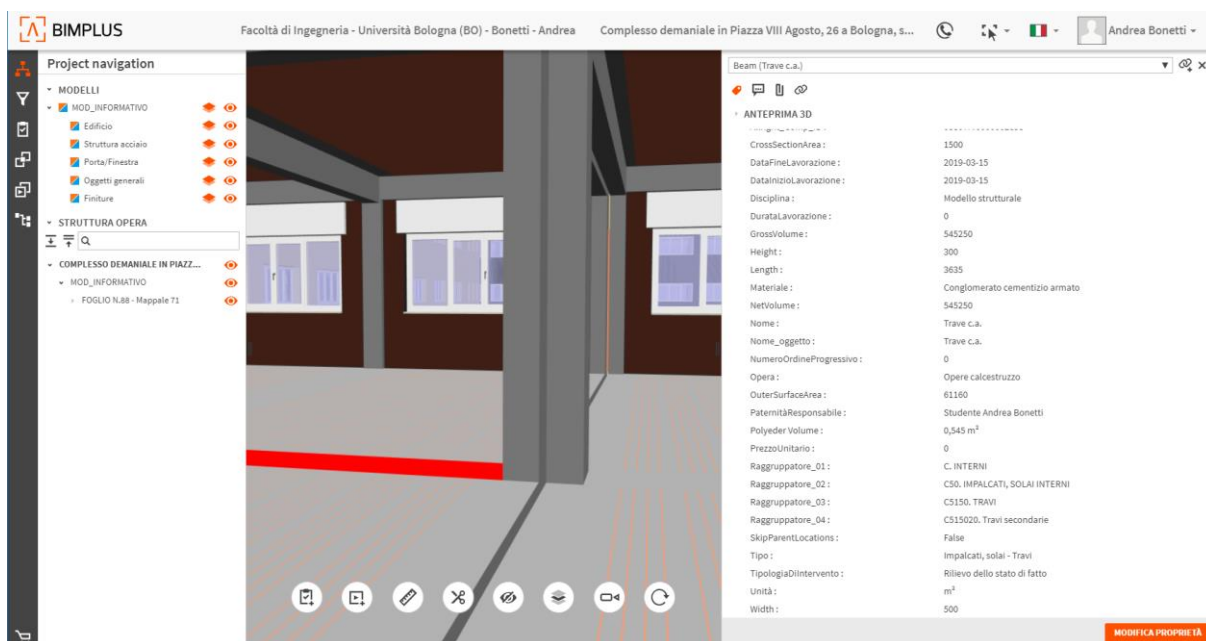 BIMPLUS
Facoltà di Ingegneria - Università Bologna (BO) - Bonetti - Andrea
Complesso demaniale in Piazza VIII Agosto, 26 a Bologna, s...
Andrea Bonetti
Project navigation
MODELLI
MOD_INFORMATIVO
Edificio
Struttura acciaio
Porta/Finestra
Oggetti generali
Finiture
STRUTTURA OPERA
COMPLESSO DEMANIALE IN PIAZZ...
MOD_INFORMATIVO
FOGLIO N.88 - Mappale 71
Beam (Trave c.a.)
ANTEPRIMA 3D
CrossSectionArea : 1500
DataFineLavorazione : 2019-03-15
DataInizioLavorazione : 2019-03-15
Disciplina : Modello strutturale
DurataLavorazione : 0
GrossVolume : 545250
Height : 300
Length : 3635
Materiale : Conglomerato cementizio armato
NetVolume : 545250
Nome : Trave c.a.
Nome_oggetto : Trave c.a.
NumeroOrdineProgressivo : 0
Opera : Opere calcestruzzo
OuterSurfaceArea : 61160
PaternitàResponsabile : Studente Andrea Bonetti
Polyeder Volume : 0,545 m³
PrezzoUnitario : 0
Raggruppatore_01 : C. INTERNI
Raggruppatore_02 : C50. IMPALCATI, SOLAI INTERNI
Raggruppatore_03 : C5150. TRAVI
Raggruppatore_04 : C515020. Travi secondarie
SkipParentLocations : False
Tipo : Impalcati, solai - Travi
TipologiaDiIntervento : Rilievo dello stato di fatto
Unità : m³
Width : 500
MODIFICA PROPRIETÀ